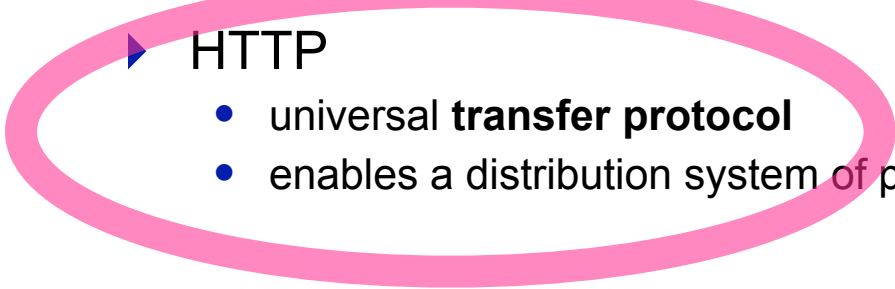 HTTP
universal transfer protocol
enables a distribution system of